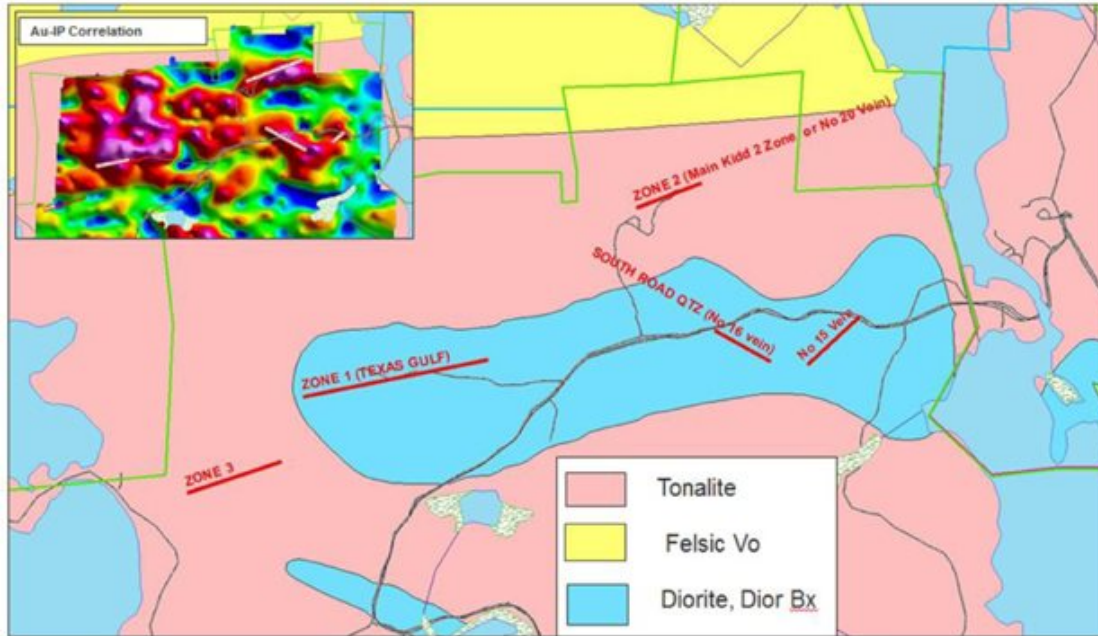 Au-IP Correlation
ZONE 2 (Main Kidd 2 Zone or No 20 Vein)
SOUTH ROAD QTZ (No 16 vein)
No 15 Vein
ZONE 1 (TEXAS GULF)
ZONE 3
Tonalite
Felsic Vo
Diorite, Dior Bx